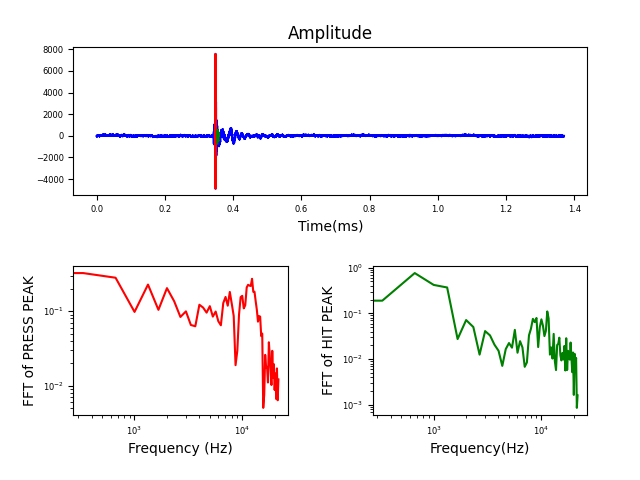 Amplitude
8000
6000
4000
2000
0
−2000
−4000
0.0 0.2 0.4 0.6 0.8 1.0 1.2 1.4
Time(ms)
FFT of PRESS PEAK
10⁻¹
10⁻²
10³ 10⁴
Frequency (Hz)
FFT of HIT PEAK
10⁰
10⁻¹
10⁻²
10⁻³
10³ 10⁴
Frequency(Hz)